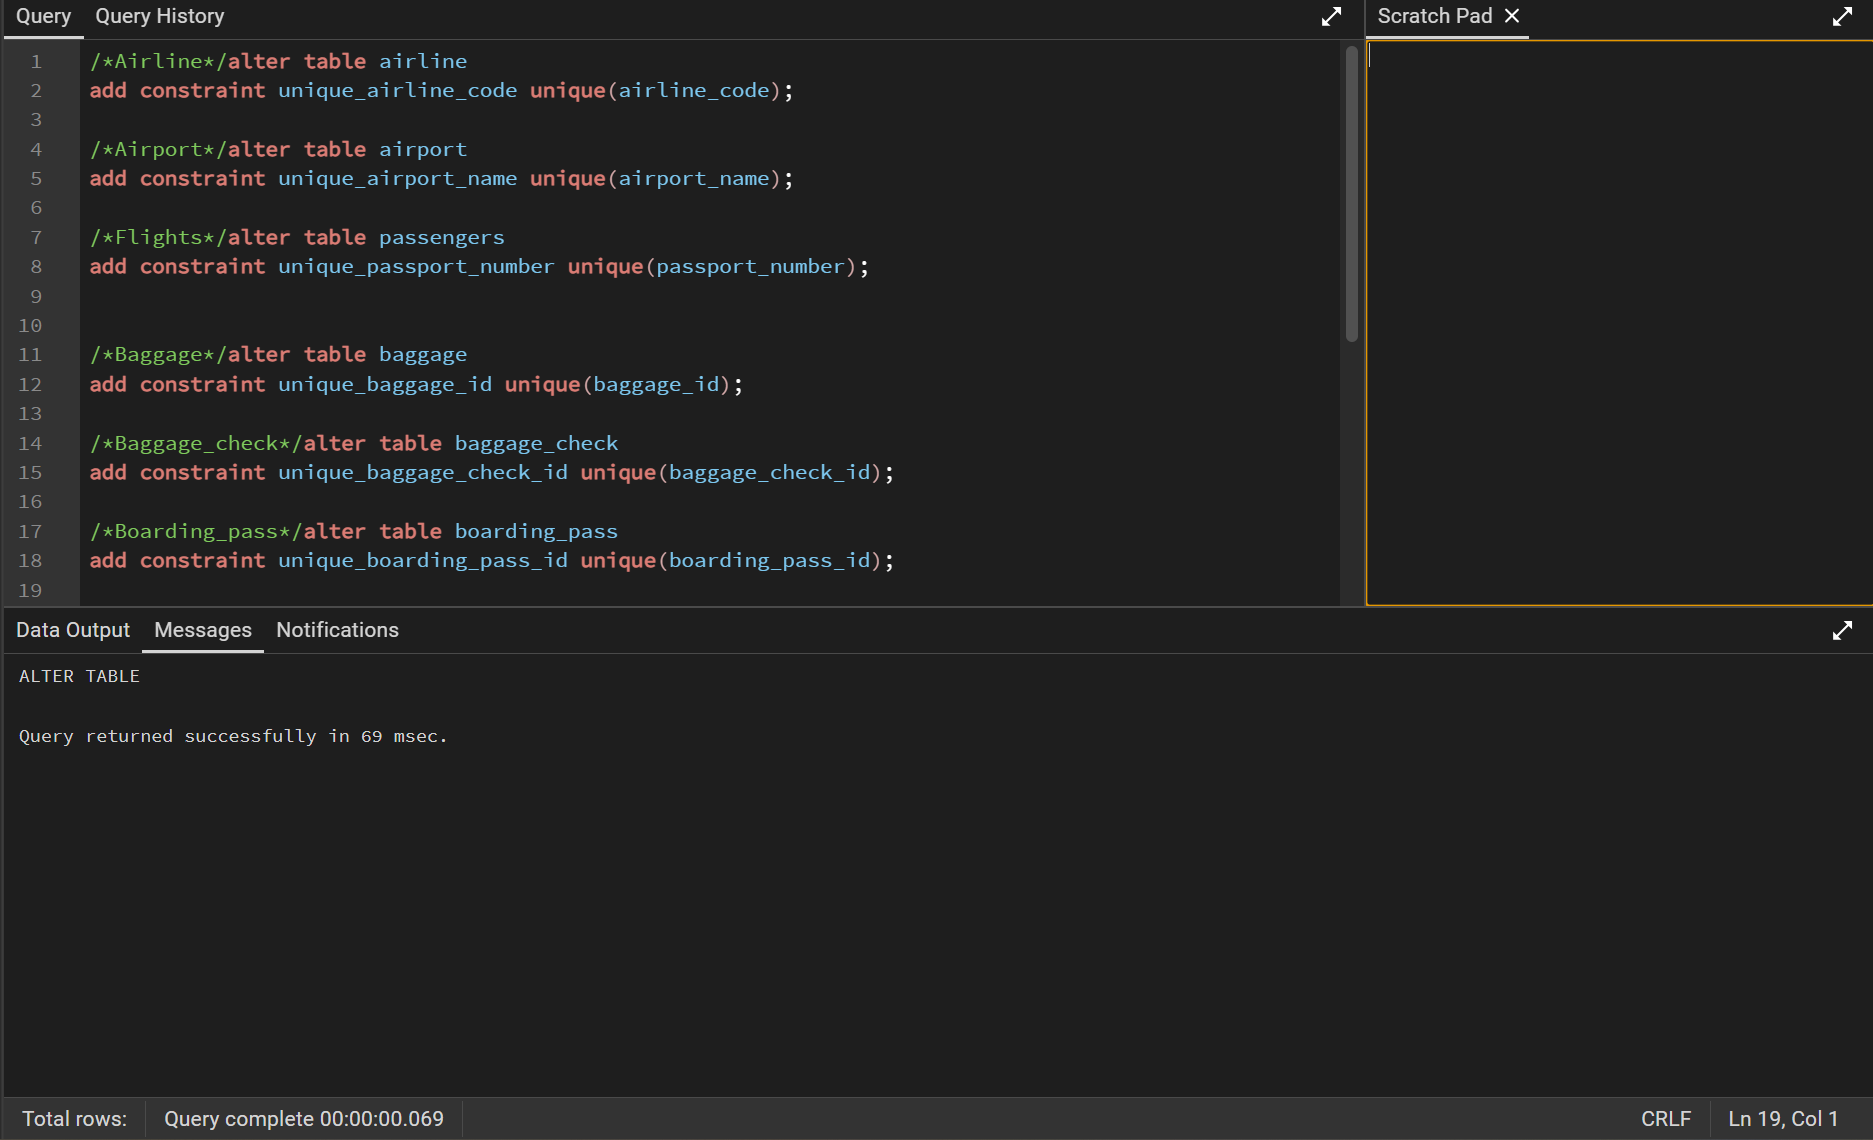 Query Query History
Scratch Pad
1 /*Airline*/alter table airline
2 add constraint unique_airline_code unique(airline_code);
3
4 /*Airport*/alter table airport
5 add constraint unique_airport_name unique(airport_name);
6
7 /*Flights*/alter table passengers
8 add constraint unique_passport_number unique(passport_number);
9
10
11 /*Baggage*/alter table baggage
12 add constraint unique_baggage_id unique(baggage_id);
13
14 /*Baggage_check*/alter table baggage_check
15 add constraint unique_baggage_check_id unique(baggage_check_id);
16
17 /*Boarding_pass*/alter table boarding_pass
18 add constraint unique_boarding_pass_id unique(boarding_pass_id);
19
Data Output Messages Notifications
ALTER TABLE
Query returned successfully in 69 msec.
Total rows: Query complete 00:00:00.069 CRLF Ln 19, Col 1